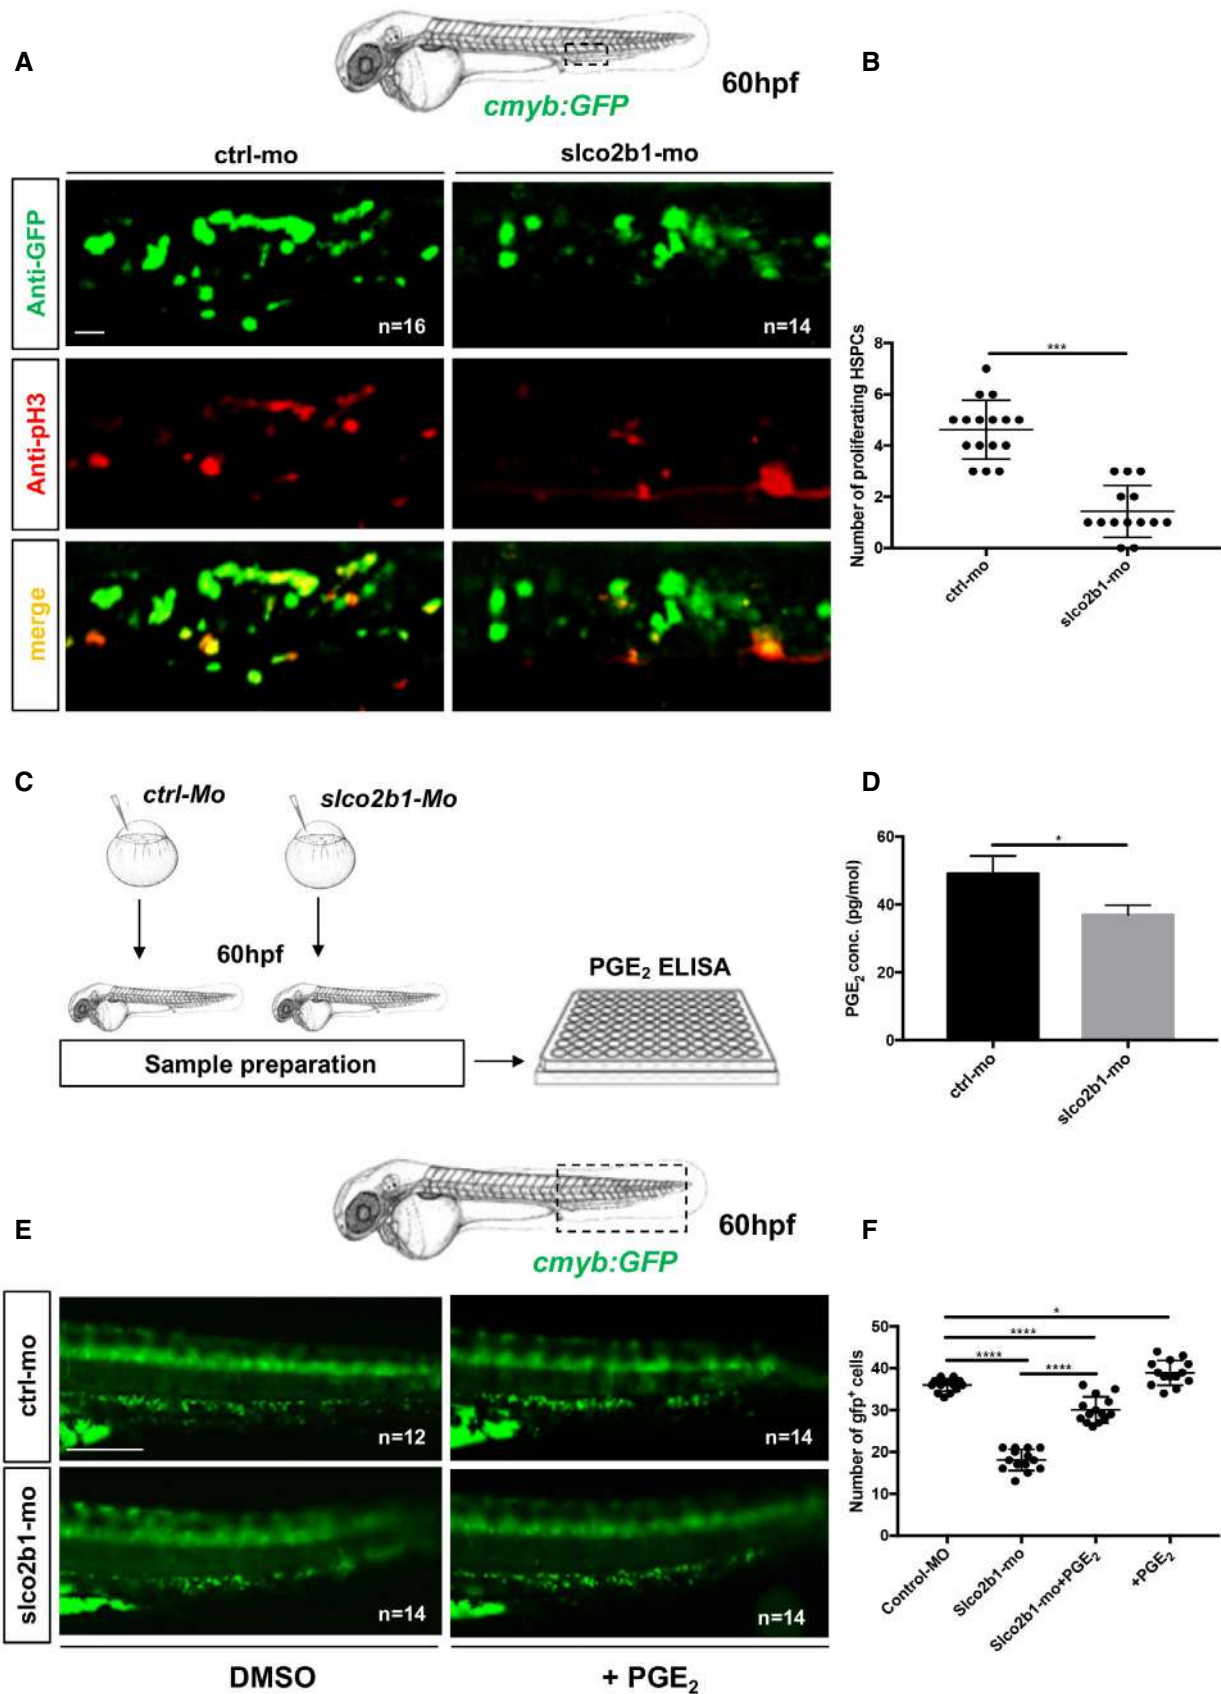 A
60hpf
cmyb:GFP
ctrl-mo
slco2b1-mo
Anti-GFP
n=16
n=14
Anti-pH3
merge
B
Number of proliferating HSPCs
8
6
4
2
0
***
ctrl-mo
slco2b1-mo
C
ctrl-Mo
slco2b1-Mo
60hpf
Sample preparation
PGE2 ELISA
D
PGE2 conc. (pg/mol)
60
40
20
0
*
ctrl-mo
slco2b1-mo
E
60hpf
cmyb:GFP
ctrl-mo
n=12
n=14
slco2b1-mo
n=14
n=14
DMSO
+ PGE2
F
Number of gfp+ cells
50
40
30
20
10
0
*
****
****
****
Control-MO
Slco2b1-mo
Slco2b1-mo+PGE2
+PGE2